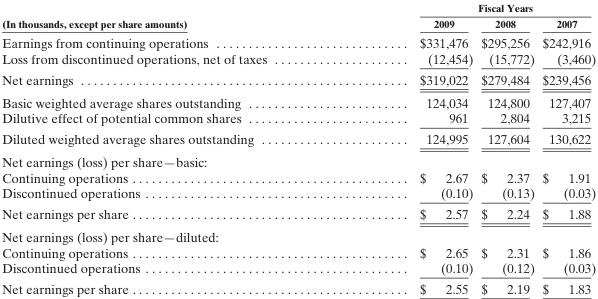 Fiscal Years
(In thousands, except per share amounts) 2009 2008 2007
Earnings from continuing operations ............................ $331,476 $295,256 $242,916
Loss from discontinued operations, net of taxes ................... (12,454) (15,772) (3,460)
Net earnings ............................................... $319,022 $279,484 $239,456
Basic weighted average shares outstanding ....................... 124,034 124,800 127,407
Dilutive effect of potential common shares ....................... 961 2,804 3,215
Diluted weighted average shares outstanding ..................... 124,995 127,604 130,622
Net earnings (loss) per share—basic:
Continuing operations ........................................ $ 2.67 $ 2.37 $ 1.91
Discontinued operations ...................................... (0.10) (0.13) (0.03)
Net earnings per share ........................................ $ 2.57 $ 2.24 $ 1.88
Net earnings (loss) per share—diluted:
Continuing operations ........................................ $ 2.65 $ 2.31 $ 1.86
Discontinued operations ...................................... (0.10) (0.12) (0.03)
Net earnings per share ........................................ $ 2.55 $ 2.19 $ 1.83